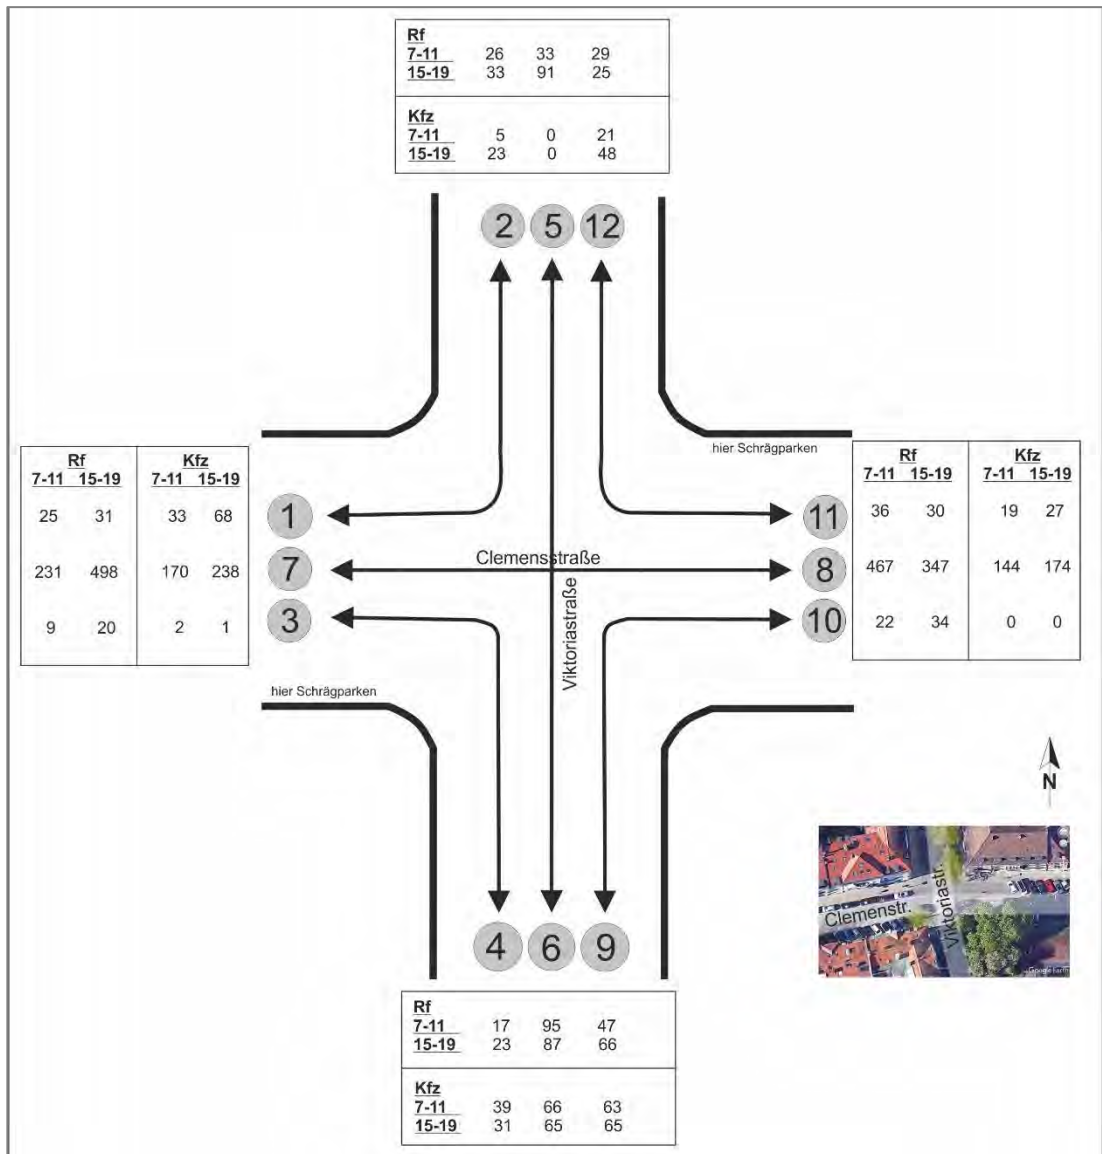 Rf
7-11 26 33 29
15-19 33 91 25
Kfz
7-11 5 0 21
15-19 23 0 48
2 5 12
hier Schrägparken
Rf Kfz
7-11 15-19 7-11 15-19
25 31 33 68
231 498 170 238
9 20 2 1
1
7
3
Clemensstraße
Viktoriastraße
11
8
10
Rf Kfz
7-11 15-19 7-11 15-19
36 30 19 27
467 347 144 174
22 34 0 0
hier Schrägparken
N
Clemenstr.
Viktoriastr.
Google Earth
4 6 9
Rf
7-11 17 95 47
15-19 23 87 66
Kfz
7-11 39 66 63
15-19 31 65 65